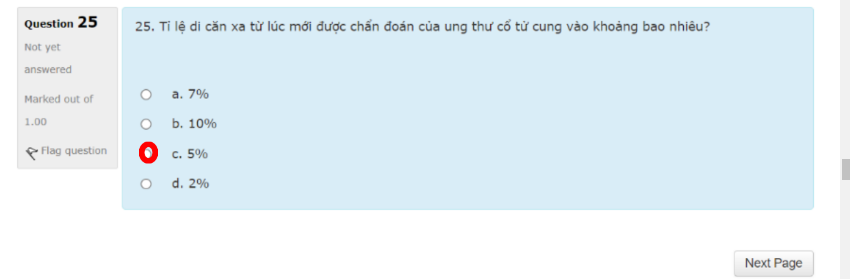 Question 25
Not yet
answered
Marked out of
1.00
Flag question
25. Tỉ lệ di căn xa từ lúc mới được chẩn đoán của ung thư cổ tử cung vào khoảng bao nhiêu?
a. 7%
b. 10%
c. 5%
d. 2%
Next Page